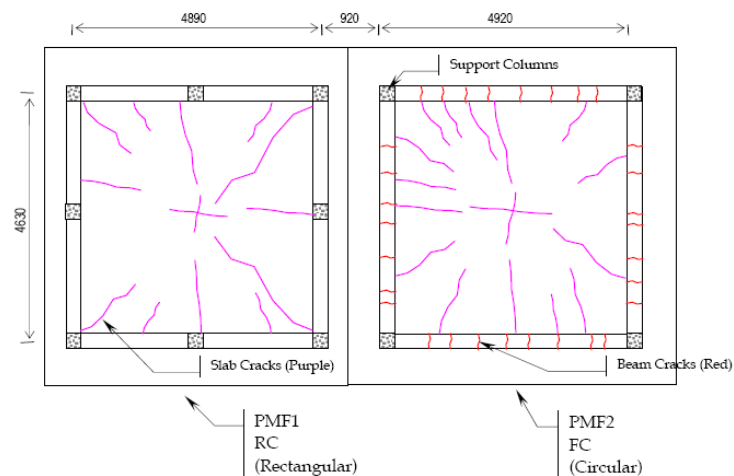 4890
920
4920
Support Columns
4630
Slab Cracks (Purple)
Beam Cracks (Red)
PMF1
RC
(Rectangular)
PMF2
FC
(Circular)